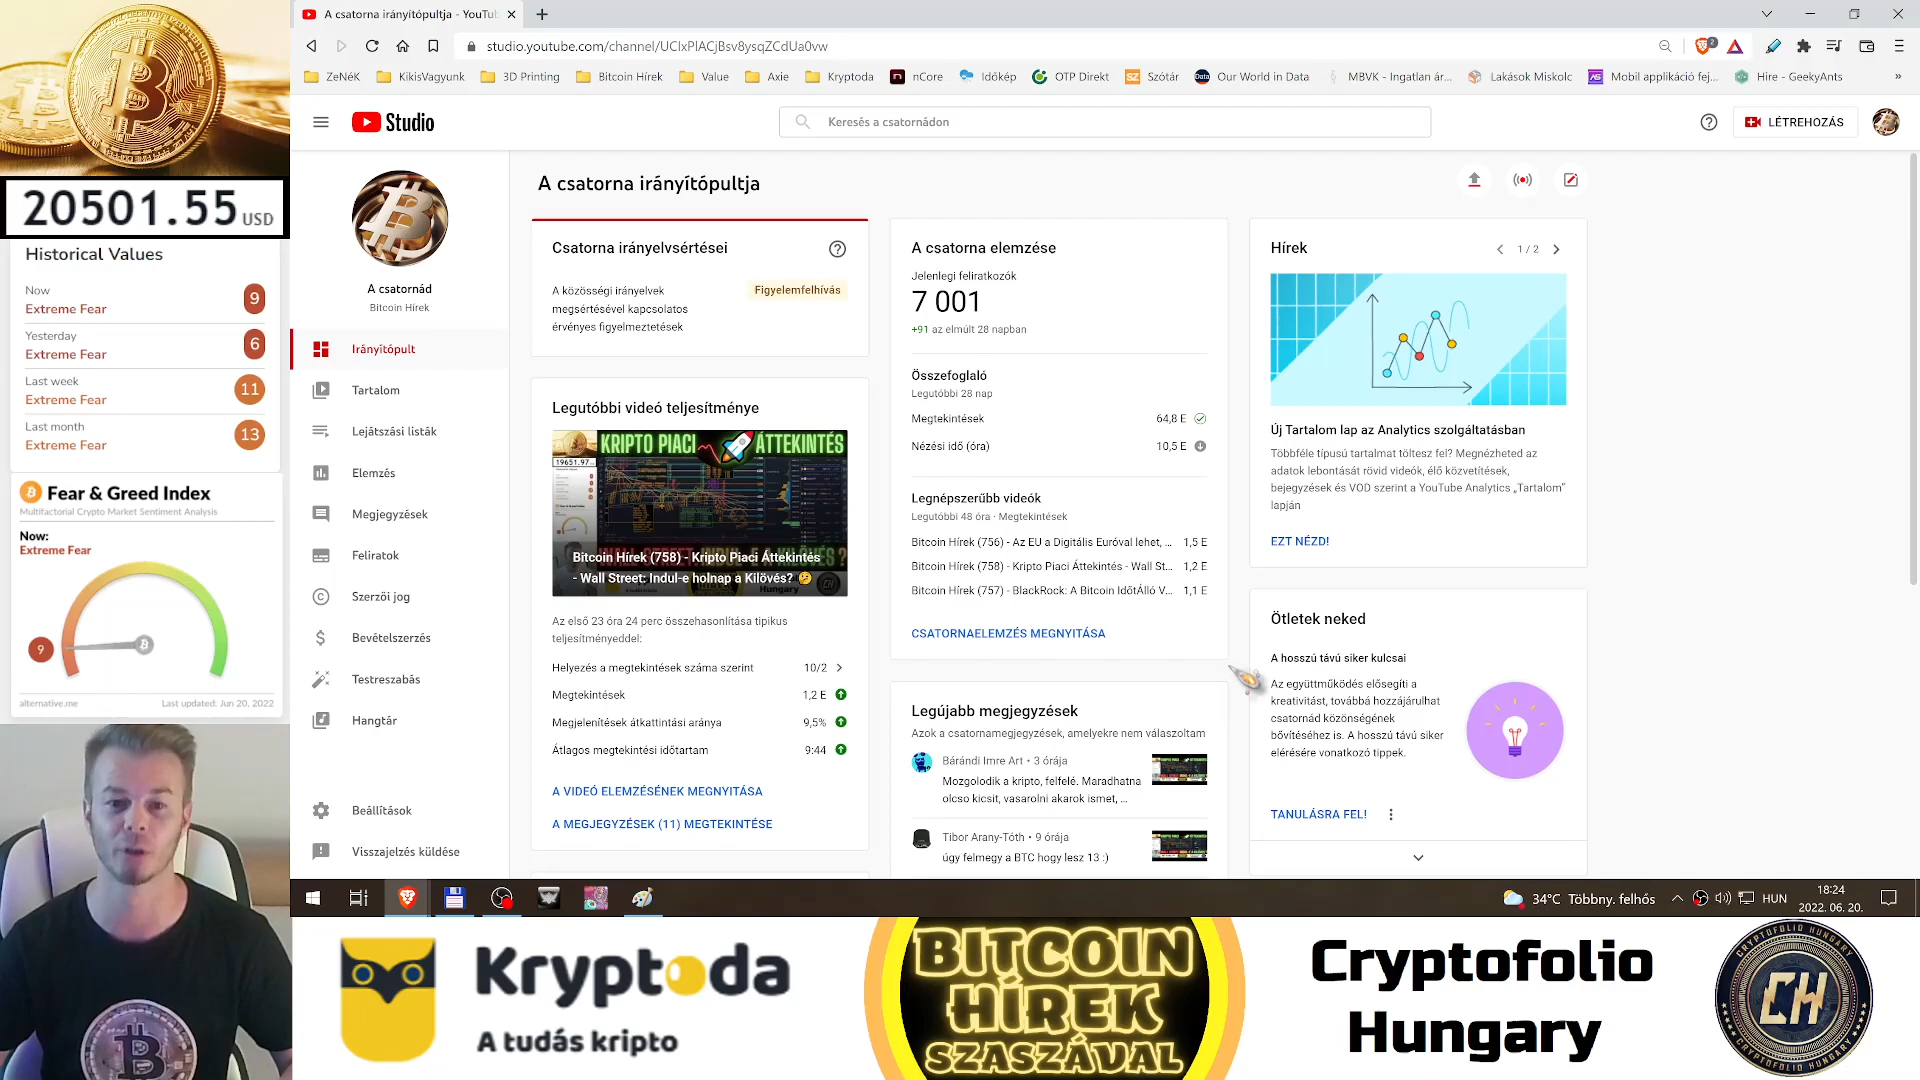 A csatorna irányítópultja - YouTu
studio.youtube.com/channel/UCIxPlACjBsv8ysqZCdUa0vw
2
ZeNéK
KikisVagyunk
3D Printing
Bitcoin Hírek
Value
Axie
Kryptoda
nCore
Időkép
OTP Direkt
Szótár
Our World in Data
MBVK - Ingatlan ár...
Lakások Miskolc
Mobil applikáció fej...
Hire - GeekyAnts
Studio
Keresés a csatornádon
LÉTREHOZÁS
20501.55 USD
Historical Values
Now
Extreme Fear
9
Yesterday
Extreme Fear
6
Last week
Extreme Fear
11
Last month
Extreme Fear
13
Fear & Greed Index
Multifactorial Crypto Market Sentiment Analysis
Now:
Extreme Fear
9
alternative.me
Last updated: Jun 20, 2022
A csatornád
Bitcoin Hírek
Irányítópult
Tartalom
Lejátszási listák
Elemzés
Megjegyzések
Feliratok
Szerzői jog
Bevételszerzés
Testreszabás
Hangtár
Beállítások
Visszajelzés küldése
A csatorna irányítópultja
Csatorna irányelvsértései
A közösségi irányelvek
megsértésével kapcsolatos
érvényes figyelmeztetések
Figyelemfelhívás
Legutóbbi videó teljesítménye
KRIPTO PIACI ÁTTEKINTÉS
19651.97
Bitcoin Hírek (758) - Kripto Piaci Áttekintés
- Wall Street: Indul-e holnap a Kilövés? 🤔
Az első 23 óra 24 perc összehasonlítása tipikus
teljesítményeddel:
Helyezés a megtekintések száma szerint 10/2
Megtekintések 1,2 E
Megjelenítések átkattintási aránya 9,5%
Átlagos megtekintési időtartam 9:44
A VIDEÓ ELEMZÉSÉNEK MEGNYITÁSA
A MEGJEGYZÉSEK (11) MEGTEKINTÉSE
A csatorna elemzése
Jelenlegi feliratkozók
7 001
+91 az elmúlt 28 napban
Összefoglaló
Legutóbbi 28 nap
Megtekintések 64,8 E
Nézési idő (óra) 10,5 E
Legnépszerűbb videók
Legutóbbi 48 óra · Megtekintések
Bitcoin Hírek (756) - Az EU a Digitális Euróval lehet, ... 1,5 E
Bitcoin Hírek (758) - Kripto Piaci Áttekintés - Wall St... 1,2 E
Bitcoin Hírek (757) - BlackRock: A Bitcoin IdőtÁlló V... 1,1 E
CSATORNAELEMZÉS MEGNYITÁSA
Legújabb megjegyzések
Azok a csatornamegjegyzések, amelyekre nem válaszoltam
Bárándi Imre Art • 3 órája
Mozgolodik a kripto, felfelé. Maradhatna
olcso kicsit, vasarolni akarok ismet, ...
Tibor Arany-Tóth • 9 órája
úgy felmegy a BTC hogy lesz 13 :)
Hírek
1 / 2
Új Tartalom lap az Analytics szolgáltatásban
Többféle típusú tartalmat töltesz fel? Megnézheted az
adatok lebontását rövid videók, élő közvetítések,
bejegyzések és VOD szerint a YouTube Analytics „Tartalom”
lapján
EZT NÉZD!
Ötletek neked
A hosszú távú siker kulcsai
Az együttműködés elősegíti a
kreativitást, továbbá hozzájárulhat
csatornád közönségének
bővítéséhez is. A hosszú távú siker
elérésére vonatkozó tippek.
TANULÁSRA FEL!
34°C Többny. felhős
HUN
18:24
2022. 06. 20.
Kryptoda
A tudás kripto
BITCOIN
HÍREK
SZASZÁVAL
Cryptofolio
Hungary
CRYPTOFOLIO HUNGARY
CH
CRYPTOFOLIO HUNGARY